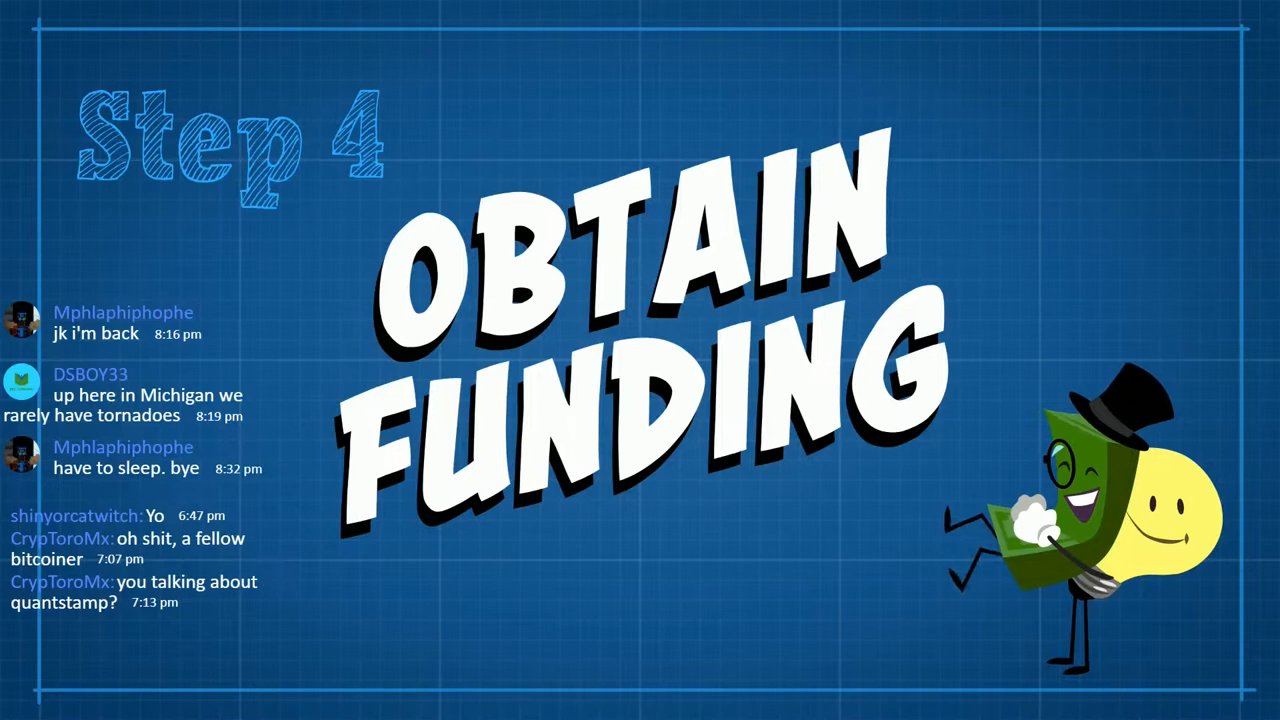 Step 4
OBTAIN
FUNDING
Mphlaphiphophe
jk i'm back 8:16 pm
DSBOY33
up here in Michigan we
rarely have tornadoes 8:19 pm
Mphlaphiphophe
have to sleep. bye 8:32 pm
shinyorcatwitch: Yo 6:47 pm
CrypToroMx: oh shit, a fellow
bitcoiner 7:07 pm
CrypToroMx: you talking about
quantstamp? 7:13 pm